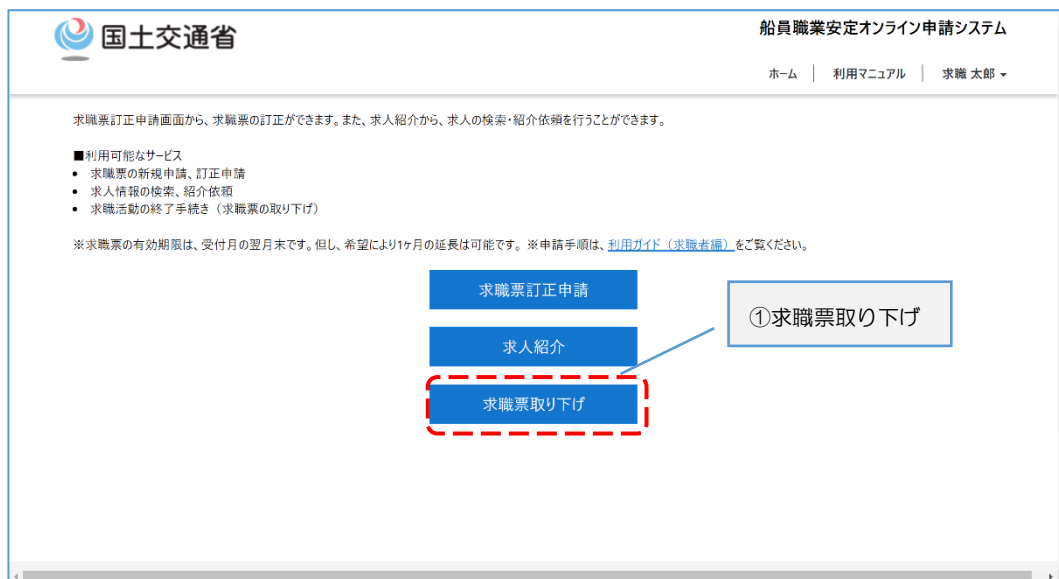 国土交通省
船員職業安定オンライン申請システム
ホーム 利用マニュアル 求職 太郎
求職票訂正申請画面から、求職票の訂正ができます。また、求人紹介から、求人の検索・紹介依頼を行うことができます。
■利用可能なサービス
• 求職票の新規申請、訂正申請
• 求人情報の検索、紹介依頼
• 求職活動の終了手続き（求職票の取り下げ）
※求職票の有効期限は、受付月の翌月末です。但し、希望により1ヶ月の延長は可能です。 ※申請手順は、利用ガイド（求職者編）をご覧ください。
求職票訂正申請
①求職票取り下げ
求人紹介
求職票取り下げ